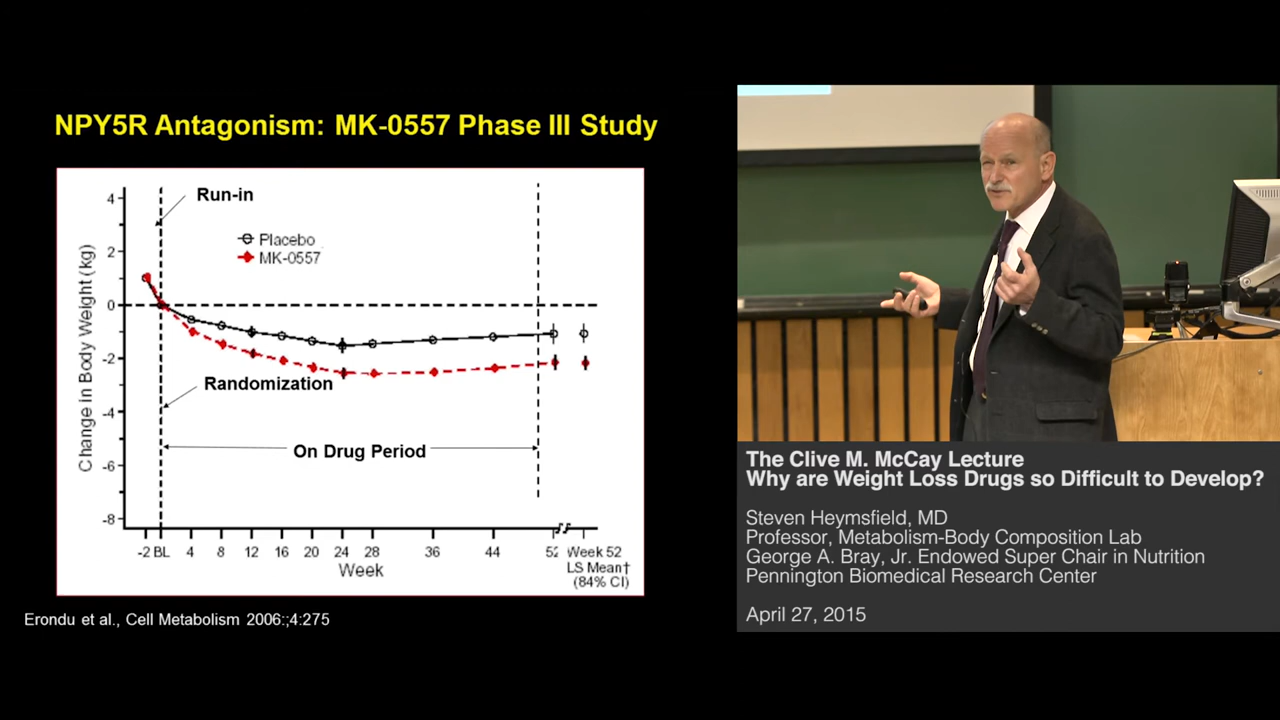 NPY5R Antagonism: MK-0557 Phase III Study
Run-in
Placebo
MK-0557
Change in Body Weight (kg)
4
2
0
-2
-4
-6
-8
Randomization
On Drug Period
-2 BL 4 8 12 16 20 24 28 36 44 52 Week 52
LS Mean†
(84% CI)
Week
Erondu et al., Cell Metabolism 2006:;4:275
The Clive M. McCay Lecture
Why are Weight Loss Drugs so Difficult to Develop?
Steven Heymsfield, MD
Professor, Metabolism-Body Composition Lab
George A. Bray, Jr. Endowed Super Chair in Nutrition
Pennington Biomedical Research Center
April 27, 2015